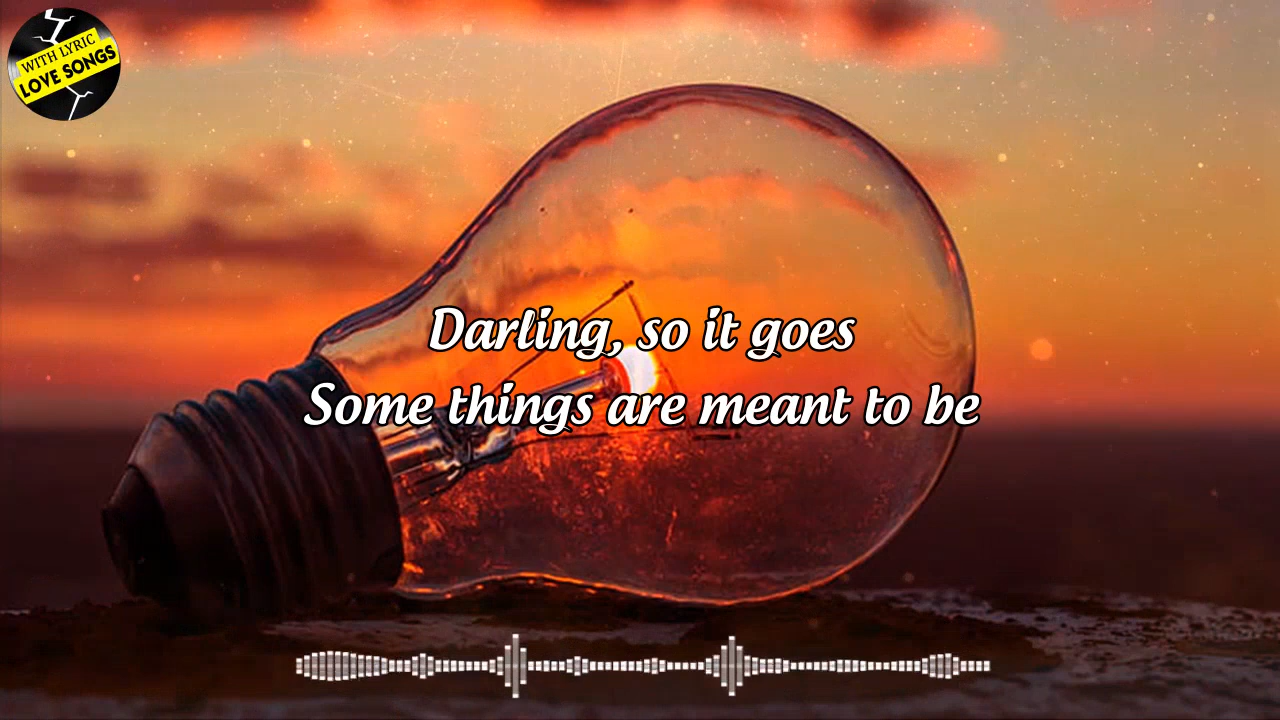 WITH LYRIC
LOVE SONGS
Darling, so it goes
Some things are meant to be